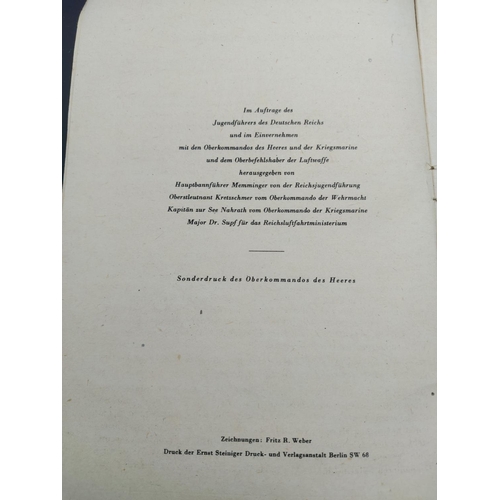 Im Auftrage des
Jugendführers des Deutschen Reichs
und im Einvernehmen
mit den Oberkommandos des Heeres und der Kriegsmarine
und dem Oberbefehlshaber der Luftwaffe
herausgegeben von
Hauptbannführer Memminger von der Reichsjugendführung
Oberstleutnant Kretzschmer vom Oberkommando der Wehrmacht
Kapitän zur See Nahrath vom Oberkommando der Kriegsmarine
Major Dr. Supf für das Reichsluftfahrtministerium
Sonderdruck des Oberkommandos des Heeres
Zeichnungen: Fritz R. Weber
Druck der Ernst Steiniger Druck- und Verlagsanstalt Berlin SW 68